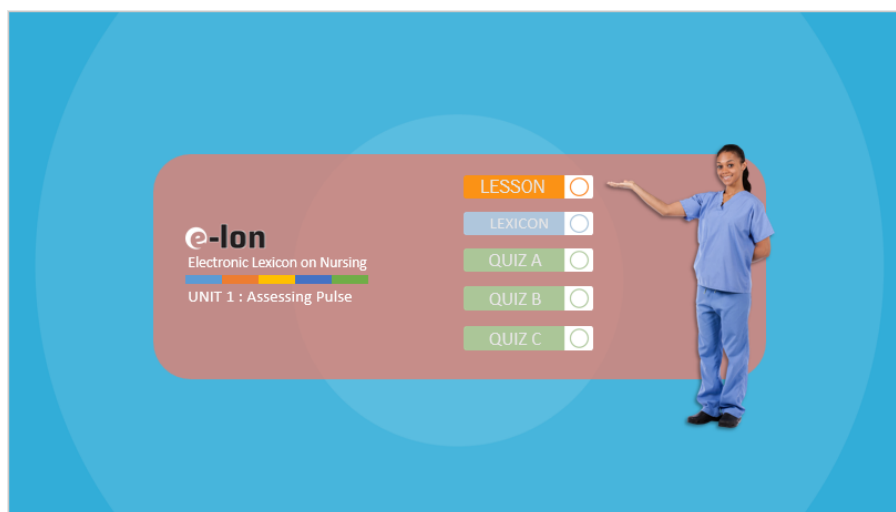 e-lon
Electronic Lexicon on Nursing
UNIT 1 : Assessing Pulse
LESSON
LEXICON
QUIZ A
QUIZ B
QUIZ C